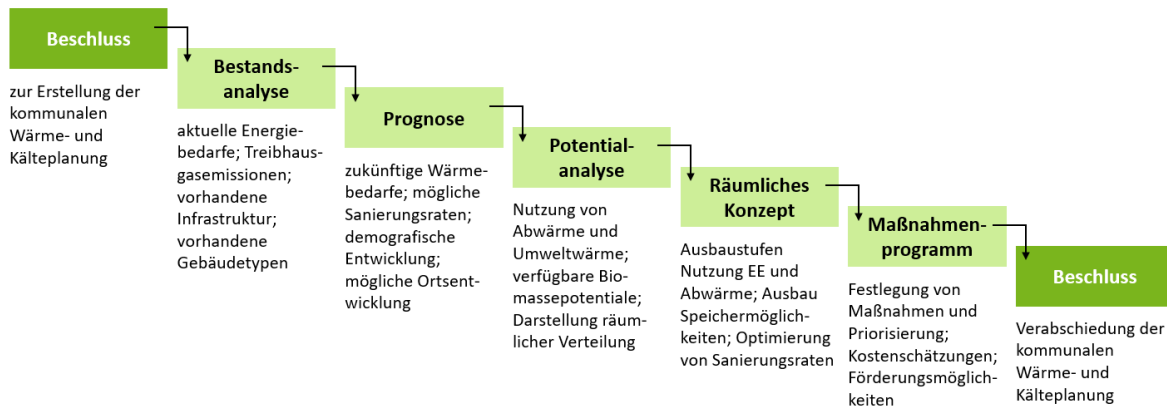 Beschluss
zur Erstellung der
kommunalen
Wärme- und
Kälteplanung
Bestands-
analyse
aktuelle Energie-
bedarfe; Treibhaus-
gasemissionen;
vorhandene
Infrastruktur;
vorhandene
Gebäudetypen
Prognose
zukünftige Wärme-
bedarfe; mögliche
Sanierungsraten;
demografische
Entwicklung;
mögliche Ortsent-
wicklung
Potential-
analyse
Nutzung von
Abwärme und
Umweltwärme;
verfügbare Bio-
massepotentiale;
Darstellung räum-
licher Verteilung
Räumliches
Konzept
Ausbaustufen
Nutzung EE und
Abwärme; Ausbau
Speichermöglich-
keiten; Optimierung
von Sanierungsraten
Maßnahmen-
programm
Festlegung von
Maßnahmen und
Priorisierung;
Kostenschätzungen;
Förderungsmöglich-
keiten
Beschluss
Verabschiedung der
kommunalen
Wärme- und
Kälteplanung